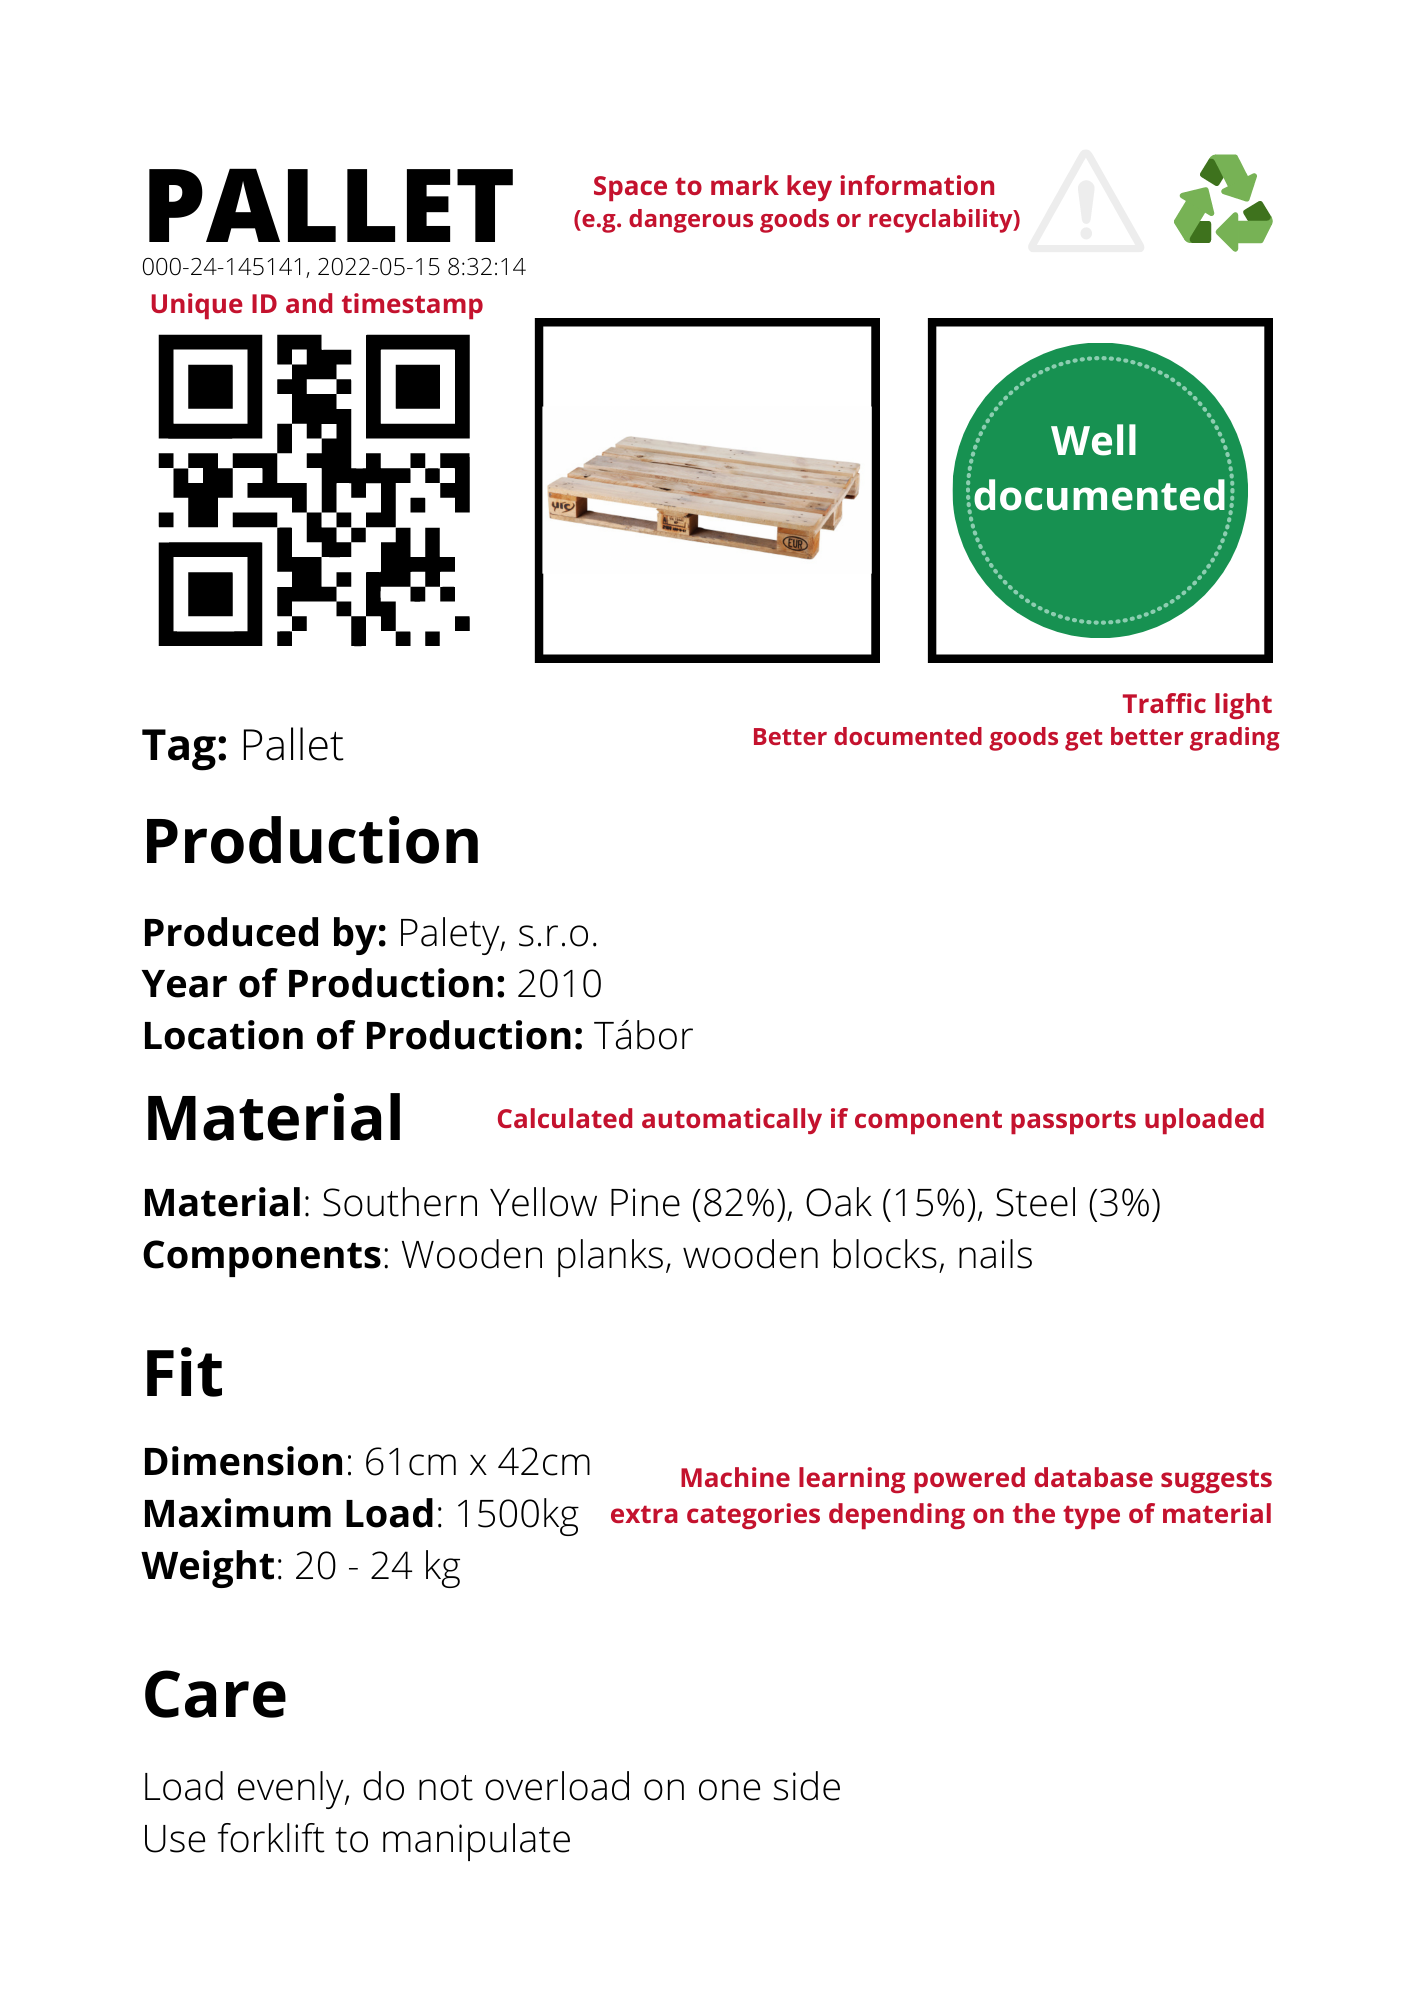 PALLET
000-24-145141, 2022-05-15 8:32:14
Unique ID and timestamp
Space to mark key information
(e.g. dangerous goods or recyclability)
EUR
Well
documented
Traffic light
Better documented goods get better grading
Tag: Pallet
Production
Produced by: Palety, s.r.o.
Year of Production: 2010
Location of Production: Tábor
Material
Calculated automatically if component passports uploaded
Material: Southern Yellow Pine (82%), Oak (15%), Steel (3%)
Components: Wooden planks, wooden blocks, nails
Fit
Dimension: 61cm x 42cm
Maximum Load: 1500kg
Weight: 20 - 24 kg
Machine learning powered database suggests
extra categories depending on the type of material
Care
Load evenly, do not overload on one side
Use forklift to manipulate